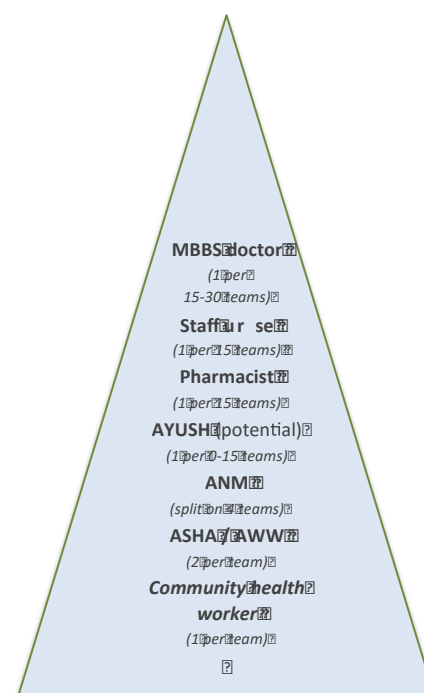 MBBS doctor
(1 per
15-30 teams)
Staff u r se
(1 per 15 teams)
Pharmacist
(1 per 15 teams)
AYUSH (potential)
(1 per 0-15 teams)
ANM
(split on 4 teams)
ASHA / AWW
(2 per team)
Community health
worker
(1 per team)